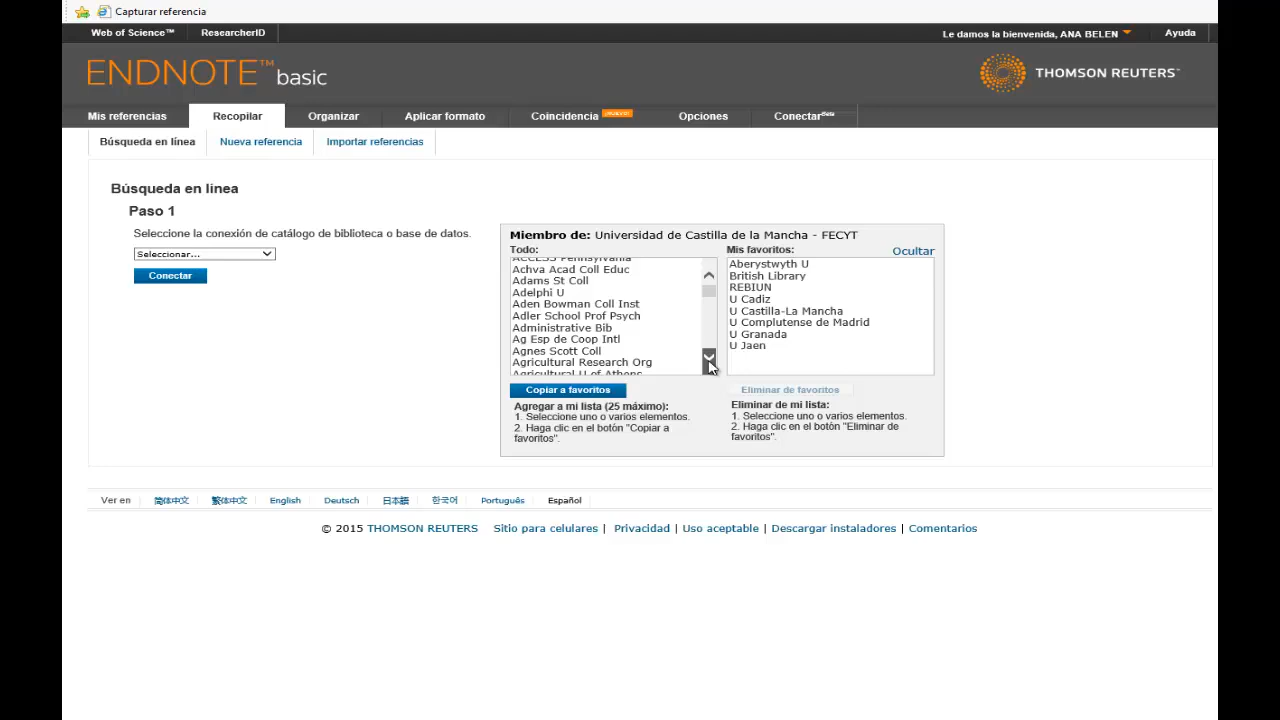 Capturar referencia
Web of Science™ ResearcherID Le damos la bienvenida, ANA BELEN Ayuda
ENDNOTE™ basic THOMSON REUTERS™
Mis referencias Recopilar Organizar Aplicar formato Coincidencia Opciones Conectar Beta
Búsqueda en línea Nueva referencia Importar referencias
Búsqueda en línea
Paso 1
Seleccione la conexión de catálogo de biblioteca o base de datos.
Seleccionar...
Conectar
Miembro de: Universidad de Castilla de la Mancha - FECYT
Todo: Mis favoritos: Ocultar
ACCESS Pennsylvania
Achva Acad Coll Educ
Adams St Coll
Adelphi U
Aden Bowman Coll Inst
Adler School Prof Psych
Administrative Bib
Ag Esp de Coop Intl
Agnes Scott Coll
Agricultural Research Org
Agricultural U of Athens
Aberystwyth U
British Library
REBIUN
U Cadiz
U Castilla-La Mancha
U Complutense de Madrid
U Granada
U Jaen
Copiar a favoritos
Agregar a mi lista (25 máximo):
1. Seleccione uno o varios elementos.
2. Haga clic en el botón "Copiar a
favoritos".
Eliminar de favoritos
Eliminar de mi lista:
1. Seleccione uno o varios elementos.
2. Haga clic en el botón "Eliminar de
favoritos".
Ver en 简体中文 繁体中文 English Deutsch 日本語 한국어 Português Español
© 2015 THOMSON REUTERS Sitio para celulares | Privacidad | Uso aceptable | Descargar instaladores | Comentarios